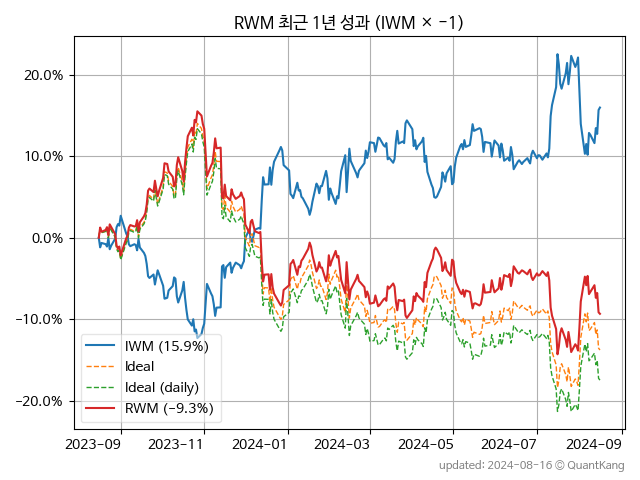 RWM 최근 1년 성과 (IWM × -1)
20.0%
10.0%
0.0%
-10.0%
-20.0%
IWM (15.9%)
Ideal
Ideal (daily)
RWM (-9.3%)
2023-09 2023-11 2024-01 2024-03 2024-05 2024-07 2024-09
updated: 2024-08-16 © QuantKang